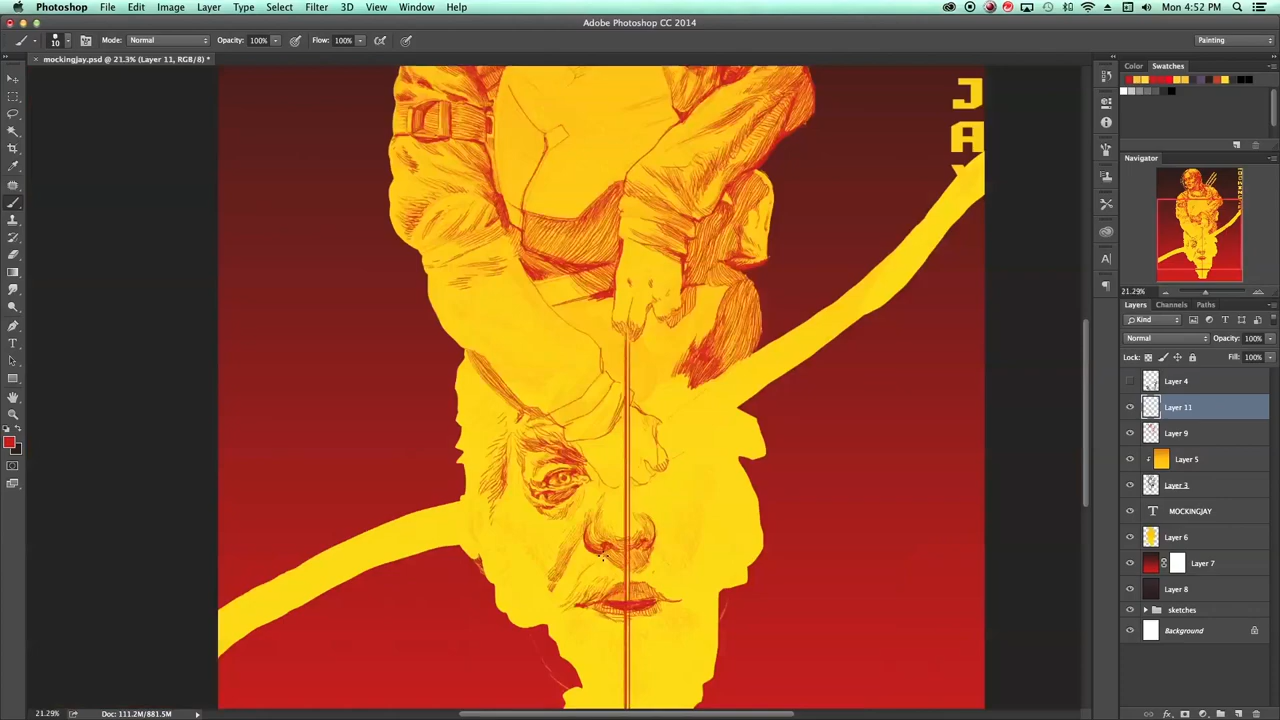 Photoshop File Edit Image Layer Type Select Filter 3D View Window Help Mon 4:52 PM
Adobe Photoshop CC 2014
10 Mode: Normal Opacity: 100% Flow: 100% Painting
× mockingjay.psd @ 21.3% (Layer 11, RGB/8) *
Color Swatches
J
A
Navigator
21.29%
Layers Channels Paths
Kind
Normal Opacity: 100%
Lock: Fill: 100%
Layer 4
Layer 11
Layer 9
Layer 5
Layer 3
T MOCKINGJAY
Layer 6
Layer 7
Layer 8
sketches
Background
21.29% Doc: 111.2M/881.5M